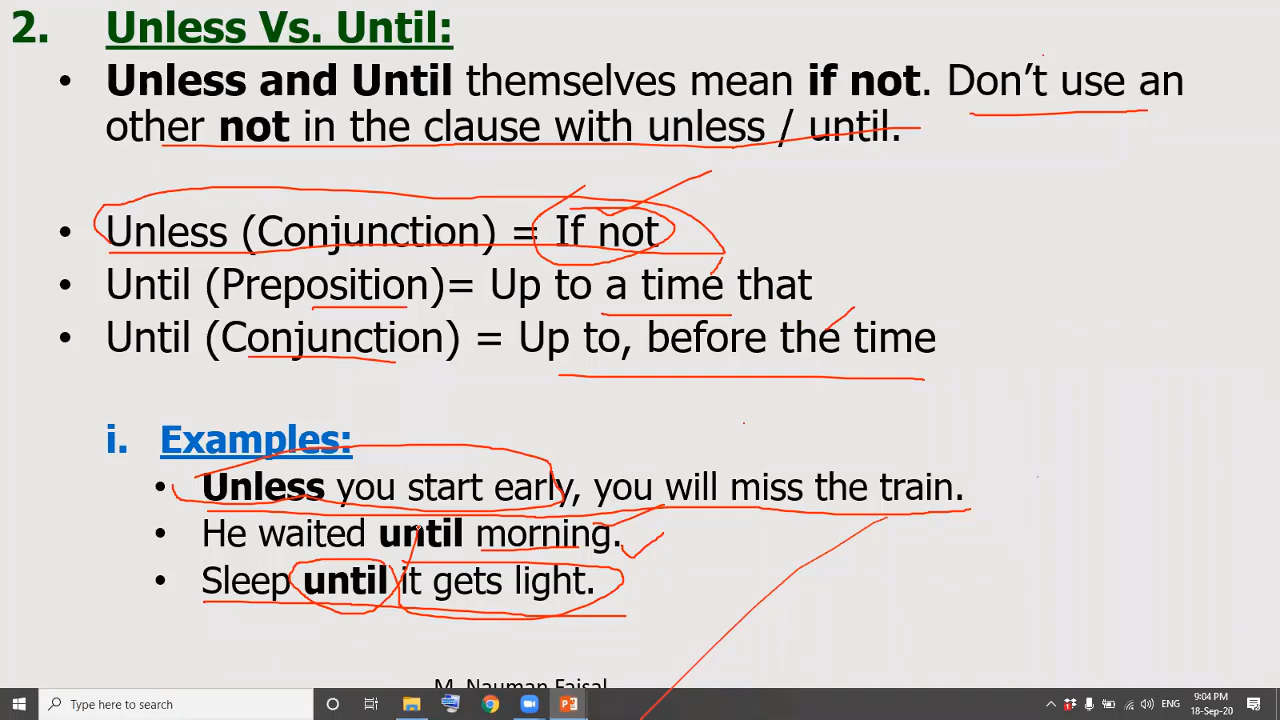 2. Unless Vs. Until:
• Unless and Until themselves mean if not. Don't use an
other not in the clause with unless / until.
• Unless (Conjunction) = If not
• Until (Preposition)= Up to a time that
• Until (Conjunction) = Up to, before the time
i. Examples:
• Unless you start early, you will miss the train.
• He waited until morning.
• Sleep until it gets light.
M. Nauman Faisal
Type here to search
ENG
9:04 PM
18-Sep-20